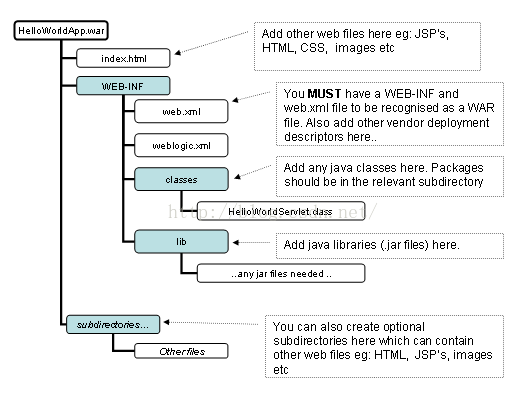 HelloWorldApp.war
Add other web files here eg: JSP's,
HTML, CSS, images etc
index.html
WEB-INF
You MUST have a WEB-INF and
web.xml file to be recognised as a WAR
file. Also add other vendor deployment
descriptors here..
web.xml
weblogic.xml
Add any java classes here. Packages
should be in the relevant subdirectory
classes
HelloWorldServlet.class
lib
Add java libraries (.jar files) here.
..any jar files needed ..
subdirectories...
You can also create optional
subdirectories here which can contain
other web files eg: HTML, JSP's, images
etc
Other files